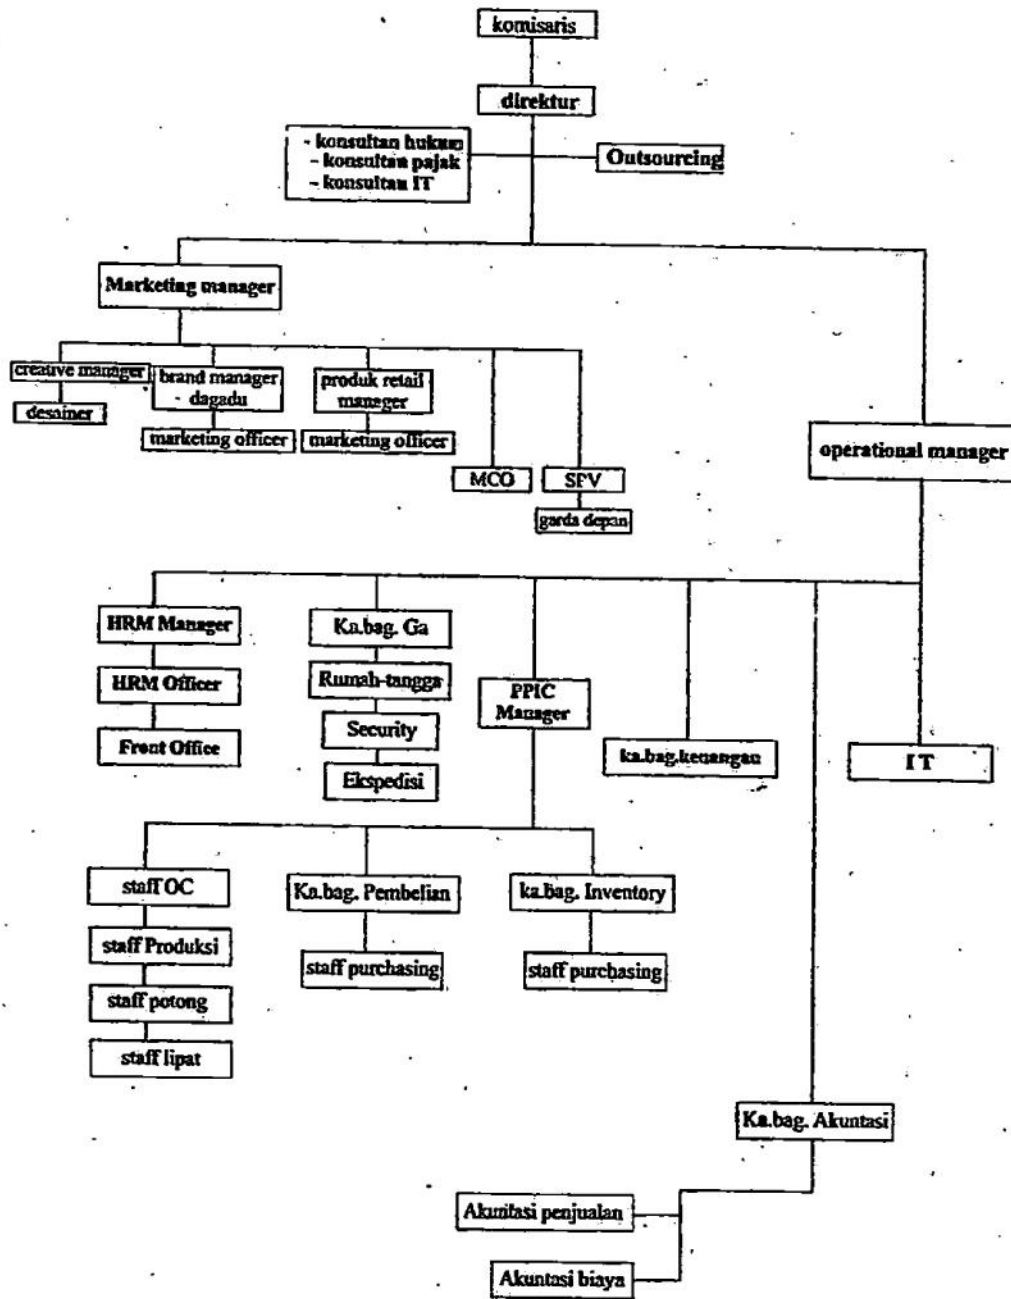 komisaris
direktur
- konsultan hukum
- konsultan pajak
- konsultan IT
Outsourcing
Marketing manager
creative manager
desainer
brand manager
dagadu
marketing officer
produk retail
manager
marketing officer
MCO
SPV
garda depan
operational manager
HRM Manager
HRM Officer
Front Office
Ka.bag. Ga
Rumah-tangga
Security
Ekspedisi
PPIC
Manager
ka.bag.keuangan
I T
staff OC
staff Produksi
staff potong
staff lipat
Ka.bag. Pembelian
staff purchasing
ka.bag. Inventory
staff purchasing
Ka.bag. Akuntasi
Akuntasi penjualan
Akuntasi biaya